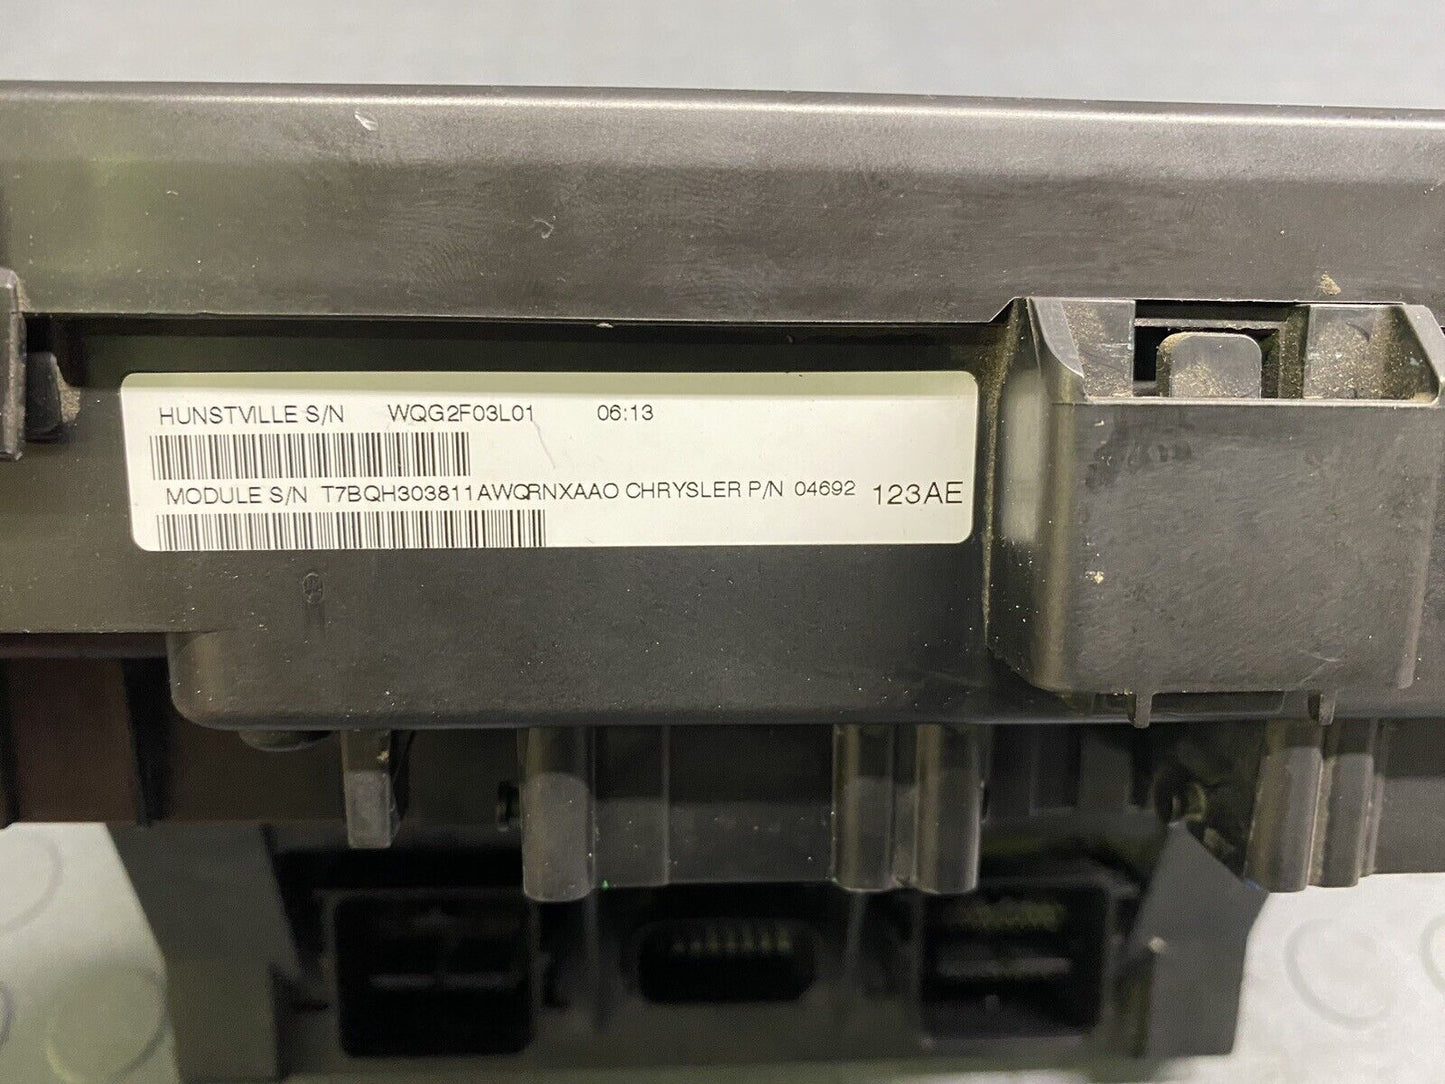 HUNSTVILLE S/N WQG2F03L01 06:13
MODULE S/N T7BQH303811AWQRNXAAO CHRYSLER P/N 04692 123AE